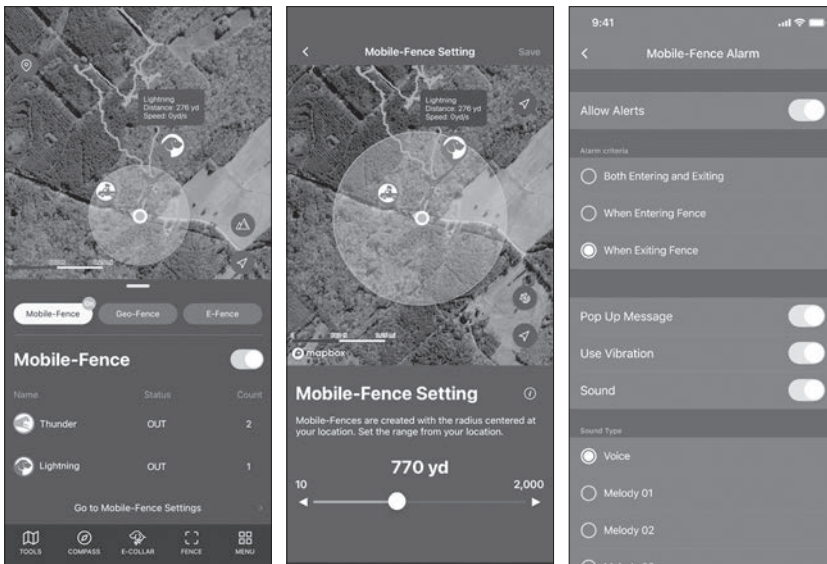 Lightning
Distance: 276 yd
Speed: 0yd/s
Mobile-Fence
On
Geo-Fence
E-Fence
Mobile-Fence
Name
Status
Count
Thunder
OUT
2
Lightning
OUT
1
Go to Mobile-Fence Settings
TOOLS
COMPASS
E-COLLAR
FENCE
MENU
Mobile-Fence Setting
Save
Lightning
Distance: 276 yd
Speed: 0yd/s
mapbox
Mobile-Fence Setting
Mobile-Fences are created with the radius centered at
your location. Set the range from your location.
770 yd
10
2,000
9:41
Mobile-Fence Alarm
Allow Alerts
Alarm criteria
Both Entering and Exiting
When Entering Fence
When Exiting Fence
Pop Up Message
Use Vibration
Sound
Sound Type
Voice
Melody 01
Melody 02